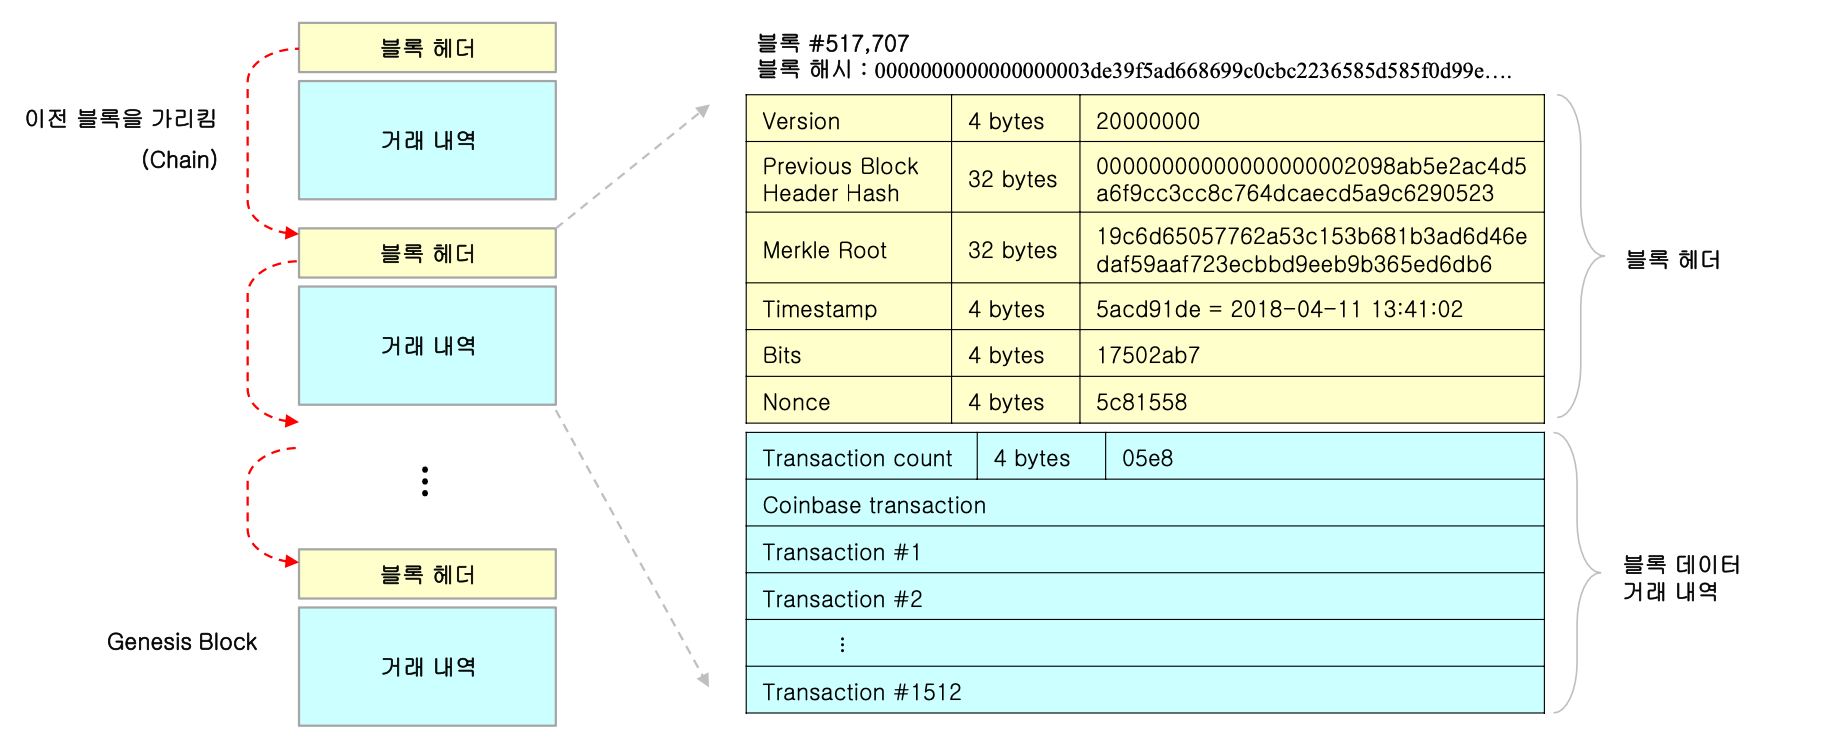 블록 헤더
거래 내역
이전 블록을 가리킴
(Chain)
블록 헤더
거래 내역
⋮
블록 헤더
Genesis Block
거래 내역
블록 #517,707
블록 해시 : 0000000000000000003de39f5ad668699c0cbc2236585d585f0d99e….
Version 4 bytes 20000000
Previous Block
Header Hash
32 bytes
00000000000000000002098ab5e2ac4d5
a6f9cc3cc8c764dcaecd5a9c6290523
Merkle Root 32 bytes
19c6d65057762a53c153b681b3ad6d46e
daf59aaf723ecbbd9eeb9b365ed6db6
Timestamp 4 bytes 5acd91de = 2018-04-11 13:41:02
Bits 4 bytes 17502ab7
Nonce 4 bytes 5c81558
블록 헤더
Transaction count 4 bytes 05e8
Coinbase transaction
Transaction #1
Transaction #2
⋮
Transaction #1512
블록 데이터
거래 내역